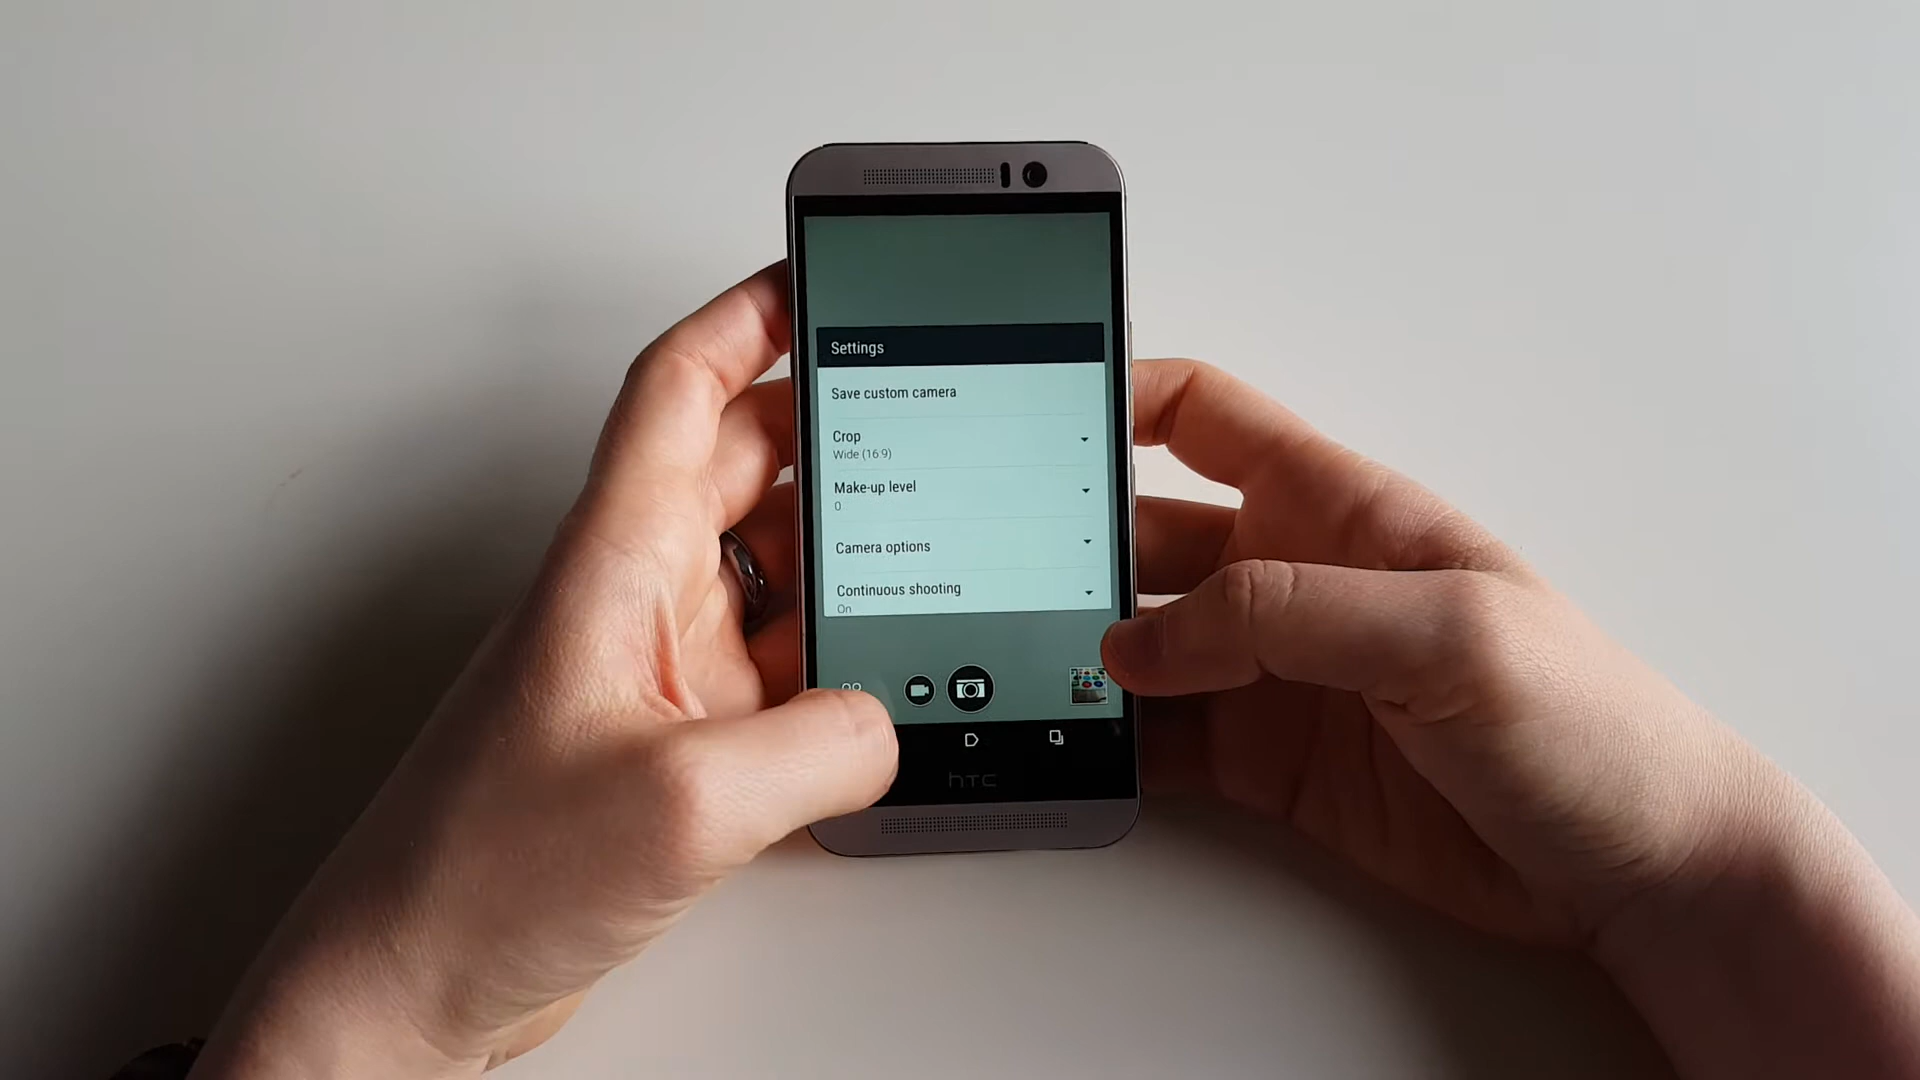 Settings
Save custom camera
Crop
Wide (16:9)
Make-up level
0
Camera options
Continuous shooting
On
hTC